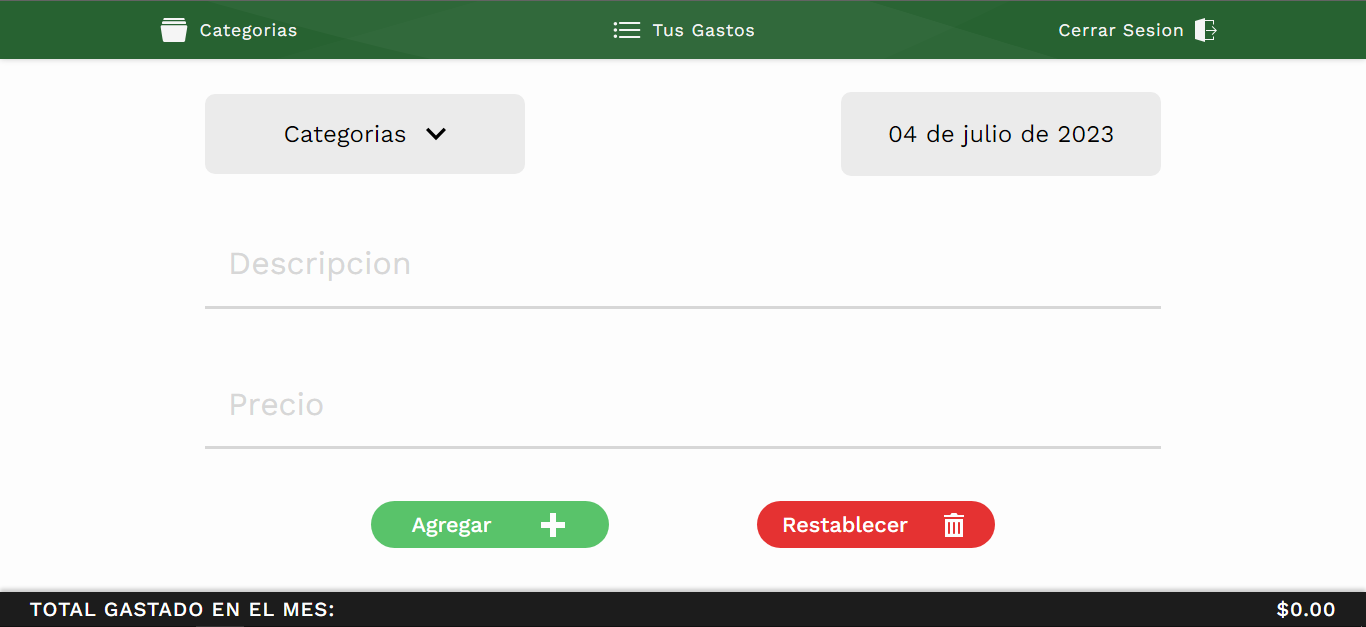 Categorias
Tus Gastos
Cerrar Sesion
Categorias
04 de julio de 2023
Descripcion
Precio
Agregar
Restablecer
TOTAL GASTADO EN EL MES:
$0.00